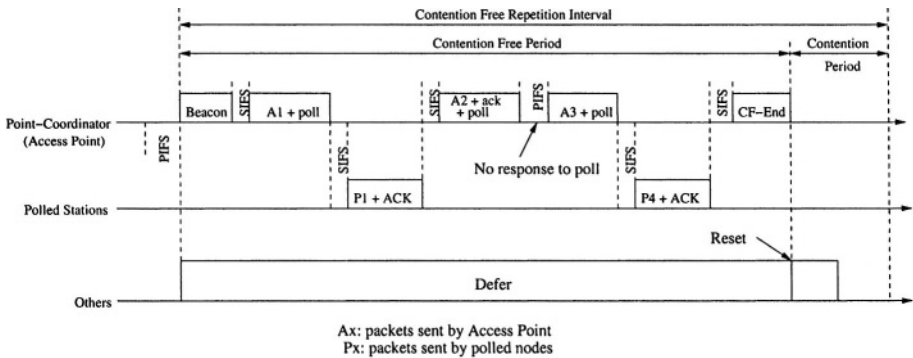 Contention Free Repetition Interval
Contention Free Period
Contention
Period
Point-Coordinator
(Access Point)
PIFS
Beacon
SIFS
A1 + poll
SIFS
P1 + ACK
SIFS
A2 + ack
+ poll
PIFS
A3 + poll
No response to poll
SIFS
P4 + ACK
SIFS
CF-End
Polled Stations
Reset
Defer
Others
Ax: packets sent by Access Point
Px: packets sent by polled nodes